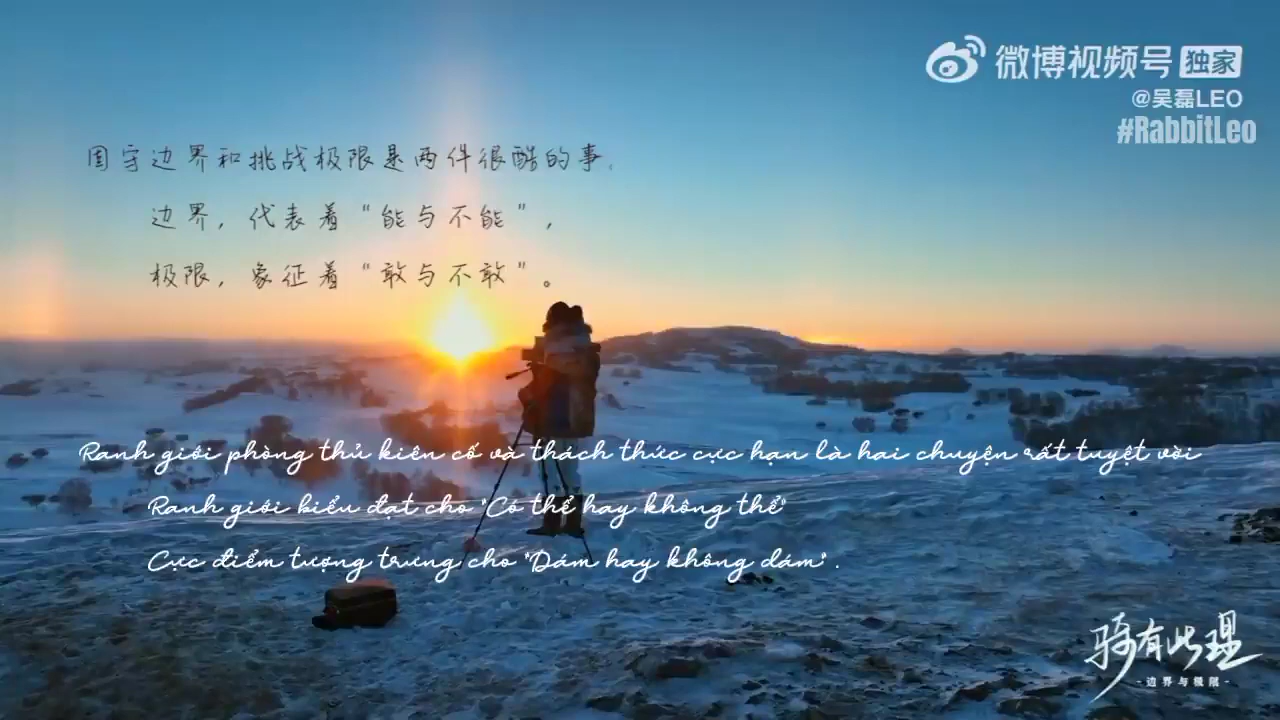 微博视频号 独家
@吴磊LEO
#RabbitLeo
固守边界和挑战极限是两件很酷的事。
边界，代表着“能与不能”，
极限，象征着“敢与不敢”。
Ranh giới phòng thủ kiên cố và thách thức cực hạn là hai chuyện rất tuyệt vời
Ranh giới biểu đạt cho "Có thể hay không thể"
Cực điểm tượng trưng cho "Dám hay không dám".
骑有此理
-边界与极限-